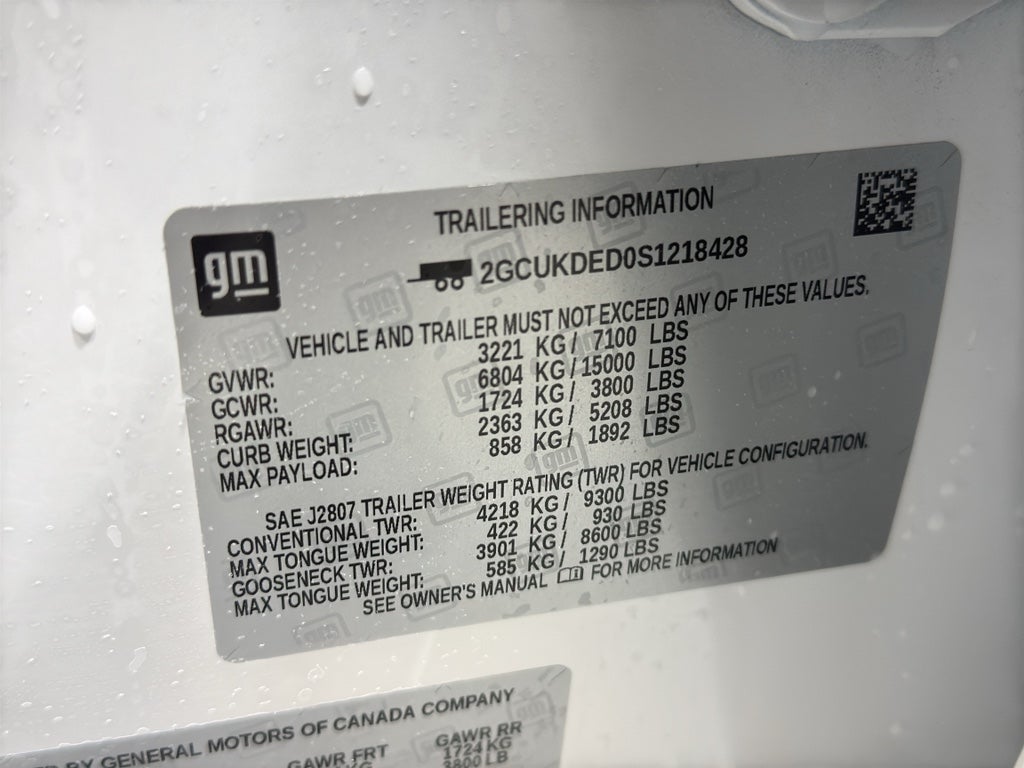 TRAILERING INFORMATION
gm
2GCUKDED0S1218428
VEHICLE AND TRAILER MUST NOT EXCEED ANY OF THESE VALUES.
GVWR: 3221 KG/ 7100 LBS
GCWR: 6804 KG/15000 LBS
RGAWR: 1724 KG/ 3800 LBS
CURB WEIGHT: 2363 KG/ 5208 LBS
MAX PAYLOAD: 858 KG/ 1892 LBS
SAE J2807 TRAILER WEIGHT RATING (TWR) FOR VEHICLE CONFIGURATION.
CONVENTIONAL TWR: 4218 KG/ 9300 LBS
MAX TONGUE WEIGHT: 422 KG/ 930 LBS
GOOSENECK TWR: 3901 KG/ 8600 LBS
MAX TONGUE WEIGHT: 585 KG/ 1290 LBS
SEE OWNER'S MANUAL FOR MORE INFORMATION
BY GENERAL MOTORS OF CANADA COMPANY
GAWR FRT GAWR RR
KG 1724 KG
3800 LB